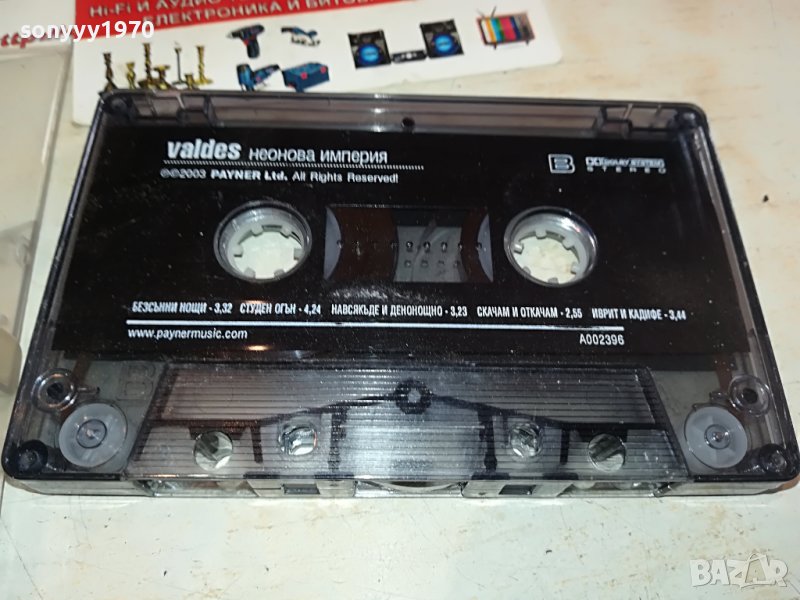 sonyyy1970
Hi-Fi И АУДИО
ЕЛЕКТРОНИКА И БИТОВ
valdes неонова империя
℗©2003 PAYNER Ltd. All Rights Reserved!
B
DOLBY SYSTEM
STEREO
БЕЗСЪННИ НОЩИ - 3,32 СТУДЕН ОГЪН - 4,24 НАВСЯКЪДЕ И ДЕНОНОЩНО - 3,23 СКАЧАМ И ОТКАЧАМ - 2,55 ИВРИТ И КАДИФЕ - 3,44
www.paynermusic.com
A002396
BAZAR